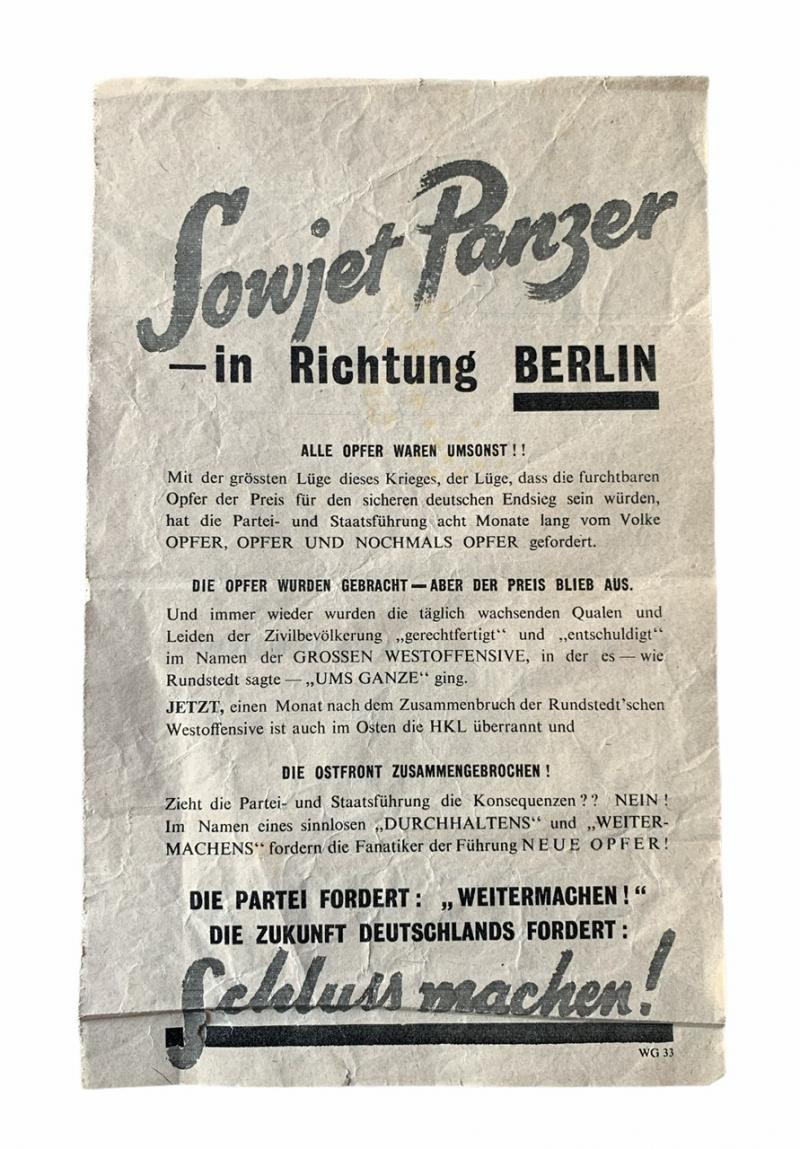 Sowjet Panzer
— in Richtung BERLIN
ALLE OPFER WAREN UMSONST!!
Mit der grössten Lüge dieses Krieges, der Lüge, dass die furchtbaren
Opfer der Preis für den sicheren deutschen Endsieg sein würden,
hat die Partei- und Staatsführung acht Monate lang vom Volke
OPFER, OPFER UND NOCHMALS OPFER gefordert.
DIE OPFER WURDEN GEBRACHT — ABER DER PREIS BLIEB AUS.
Und immer wieder wurden die täglich wachsenden Qualen und
Leiden der Zivilbevölkerung „gerechtfertigt“ und „entschuldigt“
im Namen der GROSSEN WESTOFFENSIVE, in der es — wie
Rundstedt sagte — „UMS GANZE“ ging.
JETZT, einen Monat nach dem Zusammenbruch der Rundstedt'schen
Westoffensive ist auch im Osten die HKL überrannt und
DIE OSTFRONT ZUSAMMENGEBROCHEN!
Zieht die Partei- und Staatsführung die Konsequenzen?? NEIN!
Im Namen eines sinnlosen „DURCHHALTENS“ und „WEITER-
MACHENS“ fordern die Fanatiker der Führung NEUE OPFER!
DIE PARTEI FORDERT: „WEITERMACHEN!“
DIE ZUKUNFT DEUTSCHLANDS FORDERT:
Schluss machen!
WG 33